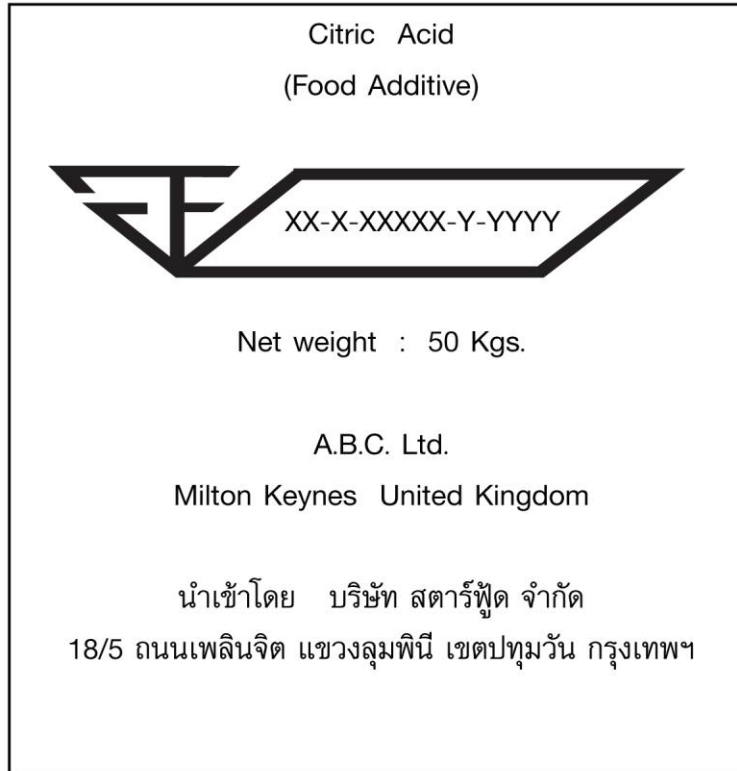 Citric Acid
(Food Additive)
XX-X-XXXXX-Y-YYYY
Net weight : 50 Kgs.
A.B.C. Ltd.
Milton Keynes United Kingdom
นำเข้าโดย บริษัท สตาร์ฟู้ด จำกัด
18/5 ถนนเพลินจิต แขวงลุมพินี เขตปทุมวัน กรุงเทพฯ